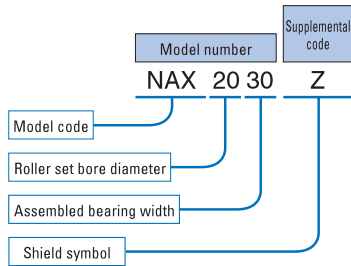 Supplemental
code
Model number
NAX 20 30 Z
Model code
Roller set bore diameter
Assembled bearing width
Shield symbol